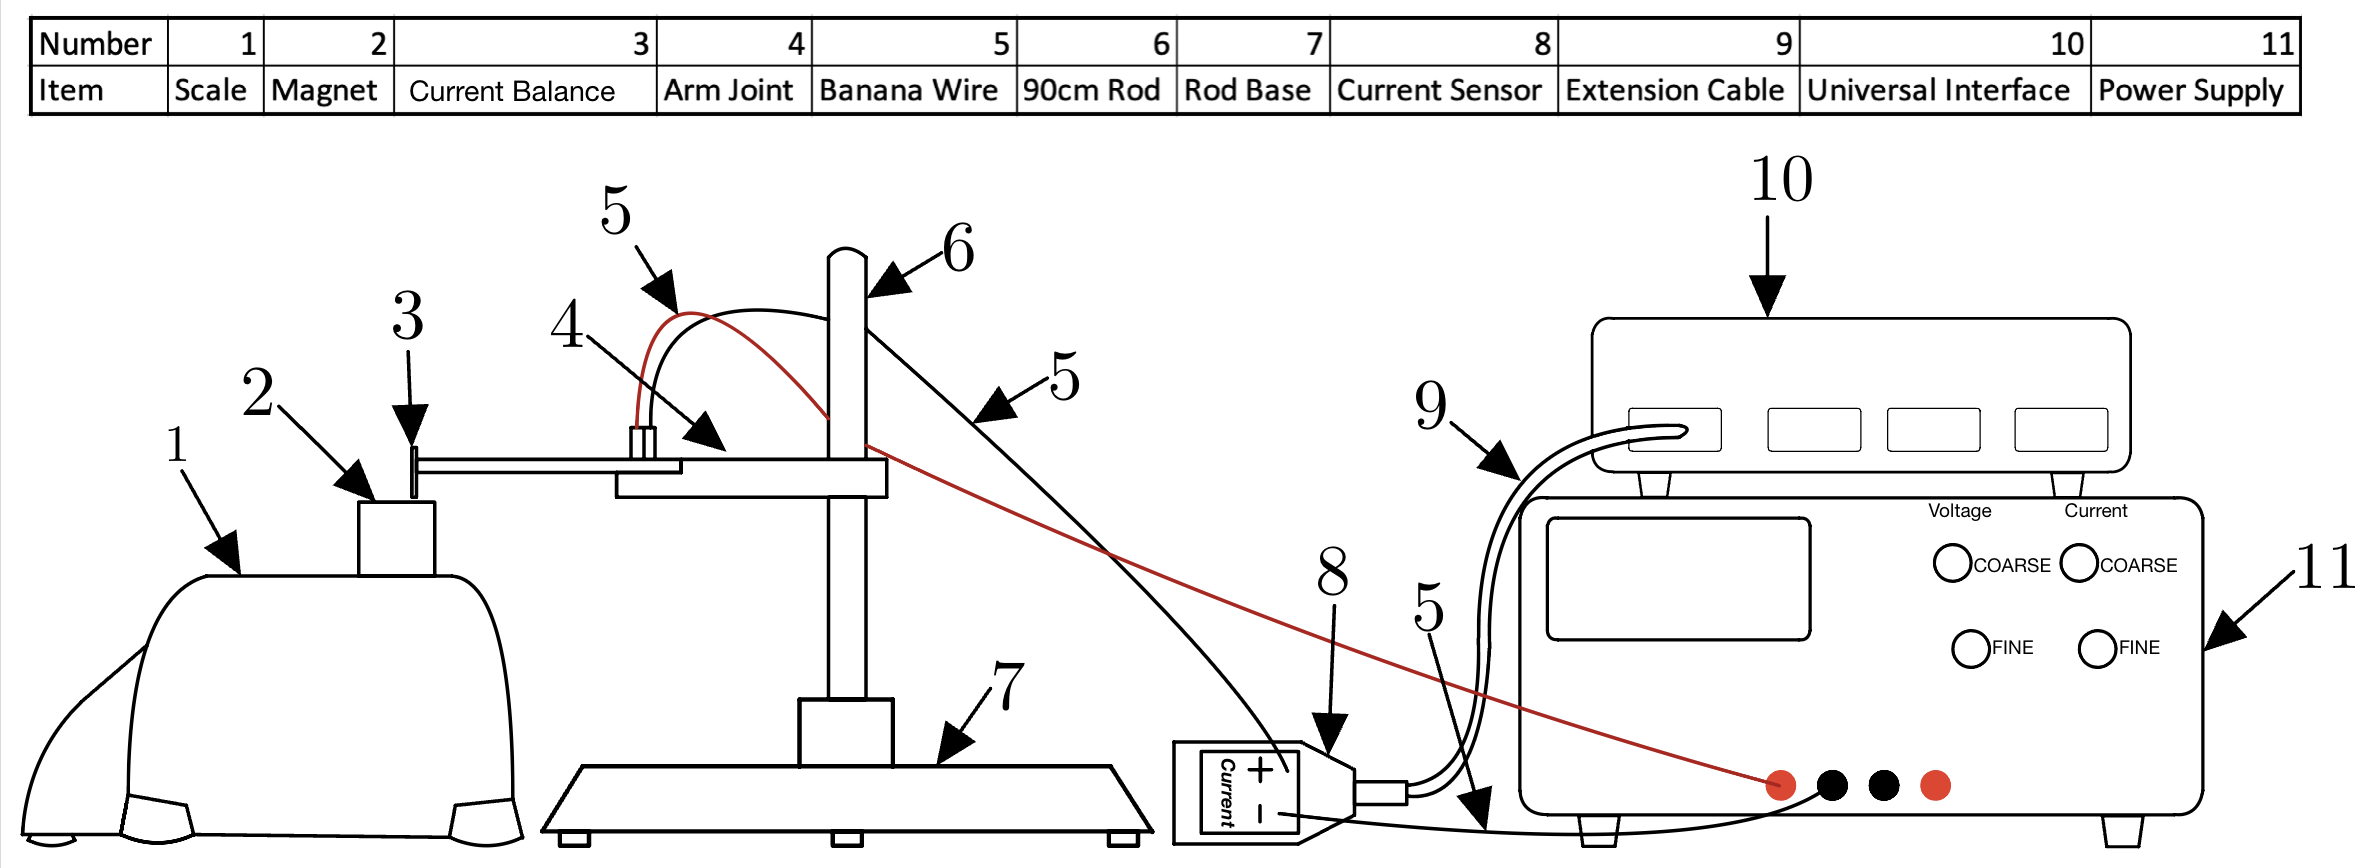 Number 1 2 3 4 5 6 7 8 9 10 11
Item Scale Magnet Current Balance Arm Joint Banana Wire 90cm Rod Rod Base Current Sensor Extension Cable Universal Interface Power Supply
10
5
6
3
4
5
2
9
1
Voltage Current
COARSE COARSE
8
11
5
FINE FINE
7
+
Current
-